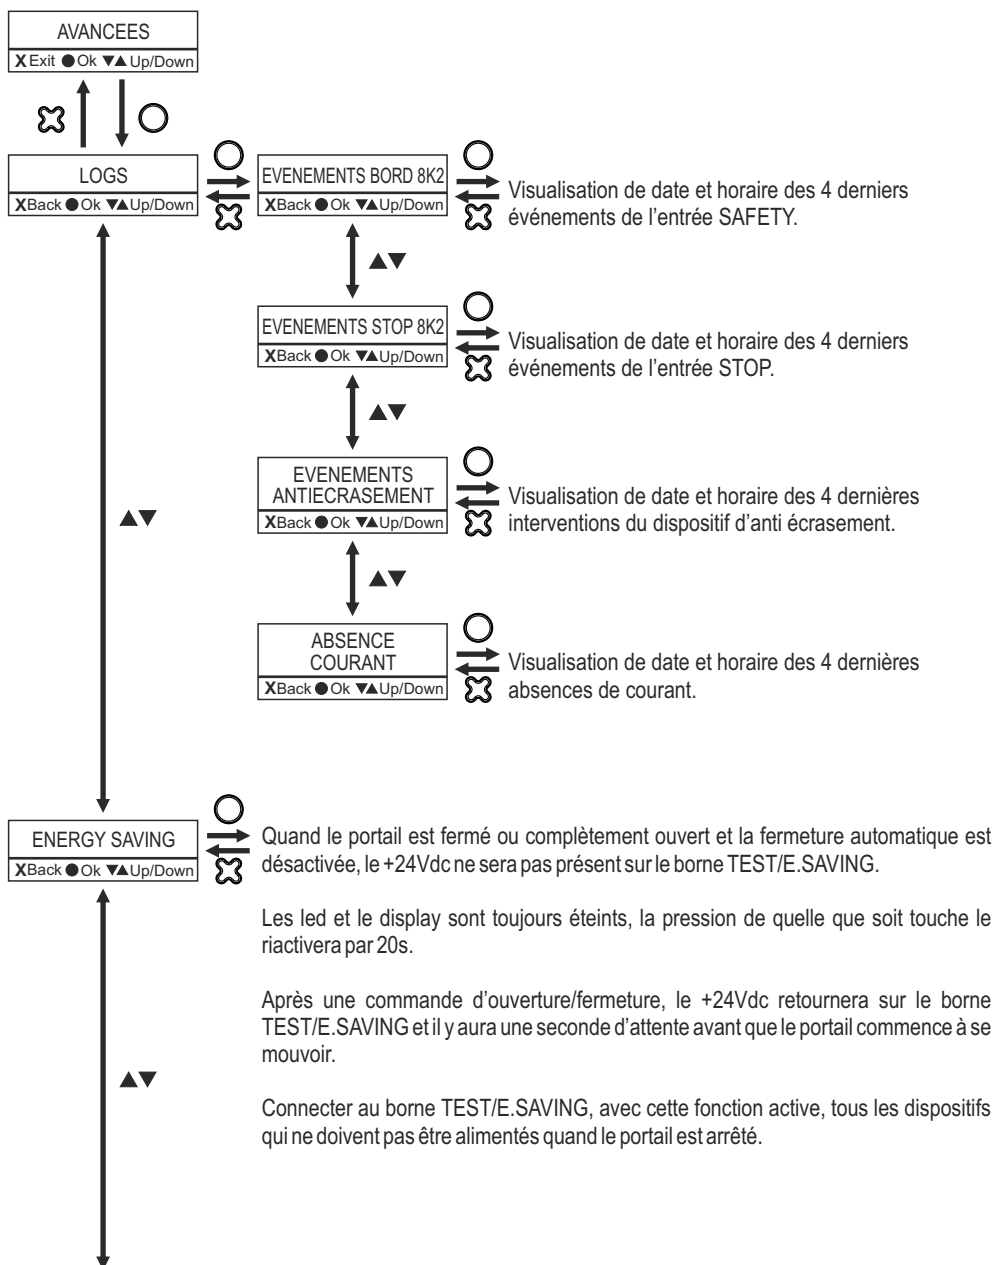 AVANCEES
X Exit ● Ok ▼▲ Up/Down
LOGS
XBack ● Ok ▼▲ Up/Down
EVENEMENTS BORD 8K2
XBack ● Ok ▼▲ Up/Down
Visualisation de date et horaire des 4 derniers
événements de l’entrée SAFETY.
▲▼
EVENEMENTS STOP 8K2
XBack ● Ok ▼▲ Up/Down
Visualisation de date et horaire des 4 derniers
événements de l’entrée STOP.
▲▼
EVENEMENTS
ANTIECRASEMENT
XBack ● Ok ▼▲ Up/Down
Visualisation de date et horaire des 4 dernières
interventions du dispositif d’anti écrasement.
▲▼
▲▼
ABSENCE
COURANT
XBack ● Ok ▼▲ Up/Down
Visualisation de date et horaire des 4 dernières
absences de courant.
ENERGY SAVING
XBack ● Ok ▼▲ Up/Down
Quand le portail est fermé ou complètement ouvert et la fermeture automatique est
désactivée, le +24Vdc ne sera pas présent sur le borne TEST/E.SAVING.
Les led et le display sont toujours éteints, la pression de quelle que soit touche le
riactivera par 20s.
Après une commande d’ouverture/fermeture, le +24Vdc retournera sur le borne
TEST/E.SAVING et il y aura une seconde d’attente avant que le portail commence à se
mouvoir.
▲▼
Connecter au borne TEST/E.SAVING, avec cette fonction active, tous les dispositifs
qui ne doivent pas être alimentés quand le portail est arrêté.